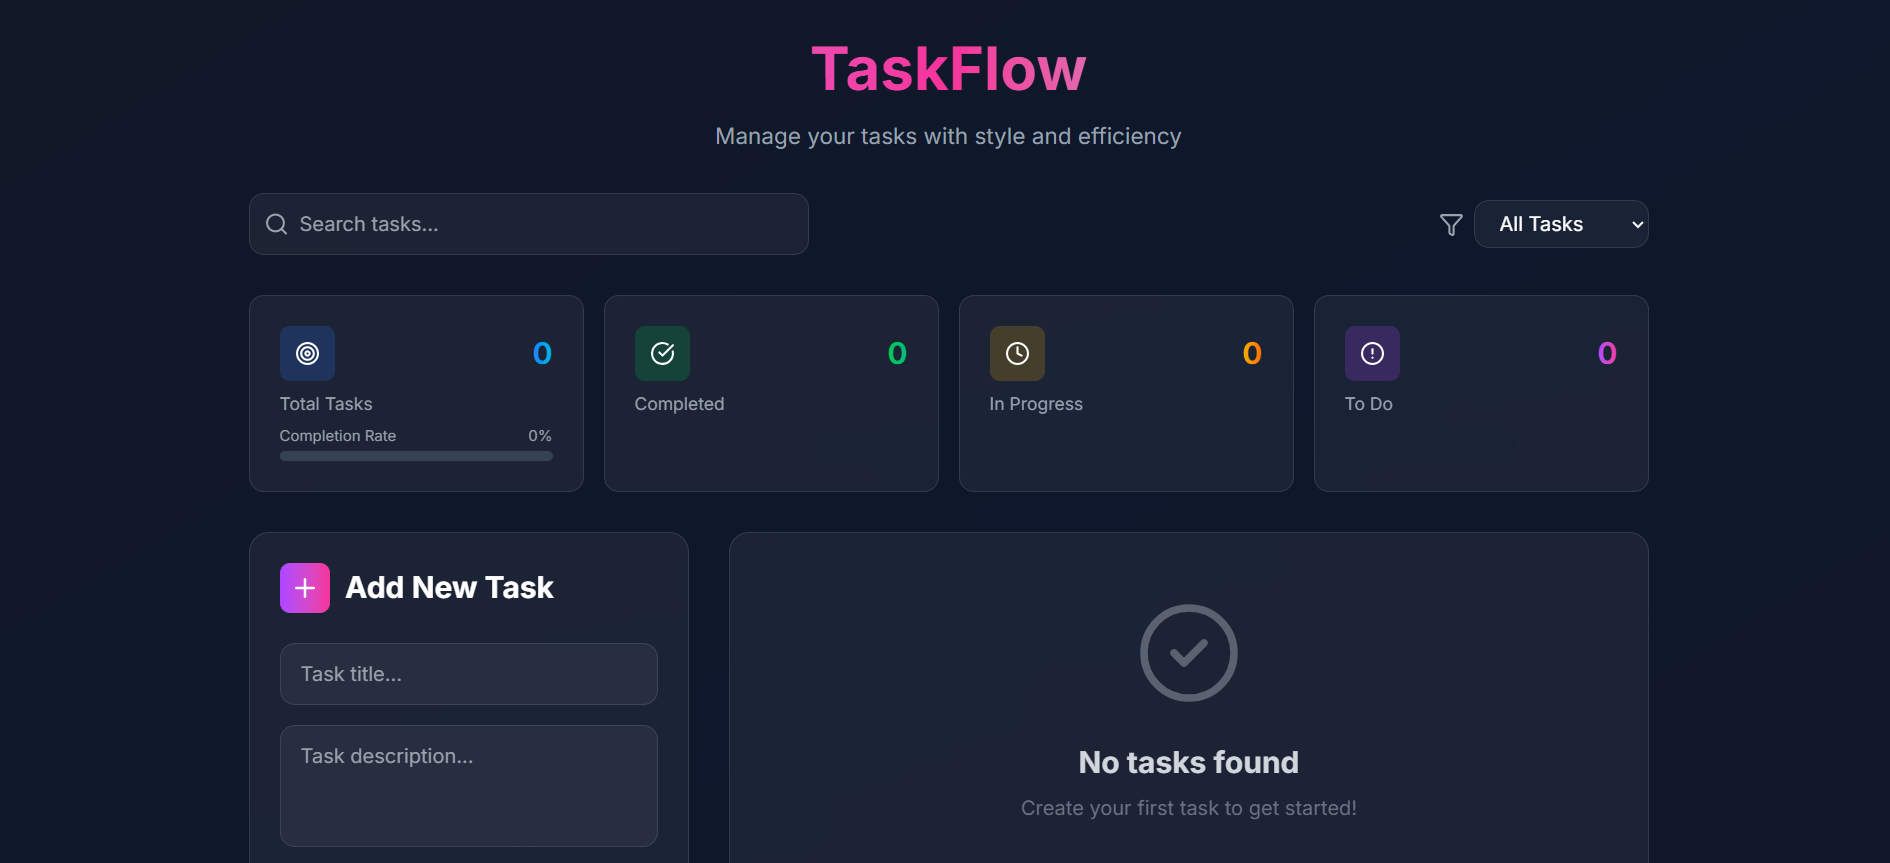 TaskFlow
Manage your tasks with style and efficiency
Search tasks...
All Tasks
0
Total Tasks
Completion Rate 0%
0
Completed
0
In Progress
0
To Do
Add New Task
Task title...
Task description...
No tasks found
Create your first task to get started!